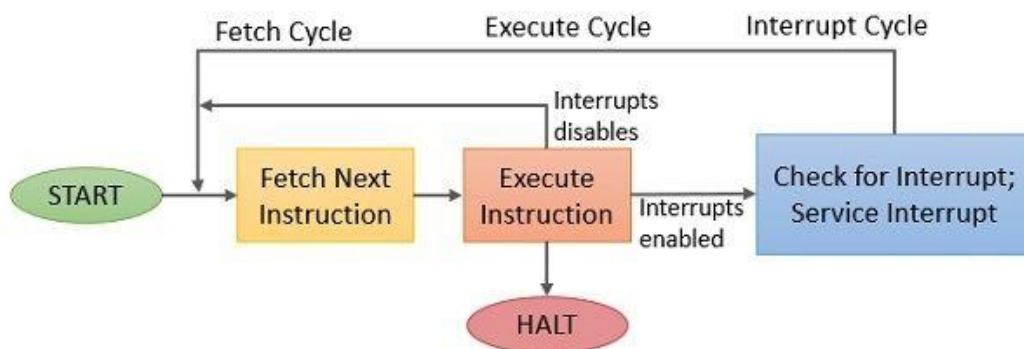 Fetch Cycle
Execute Cycle
Interrupt Cycle
Interrupts
disables
START
Fetch Next
Instruction
Execute
Instruction
Interrupts
enabled
Check for Interrupt;
Service Interrupt
HALT